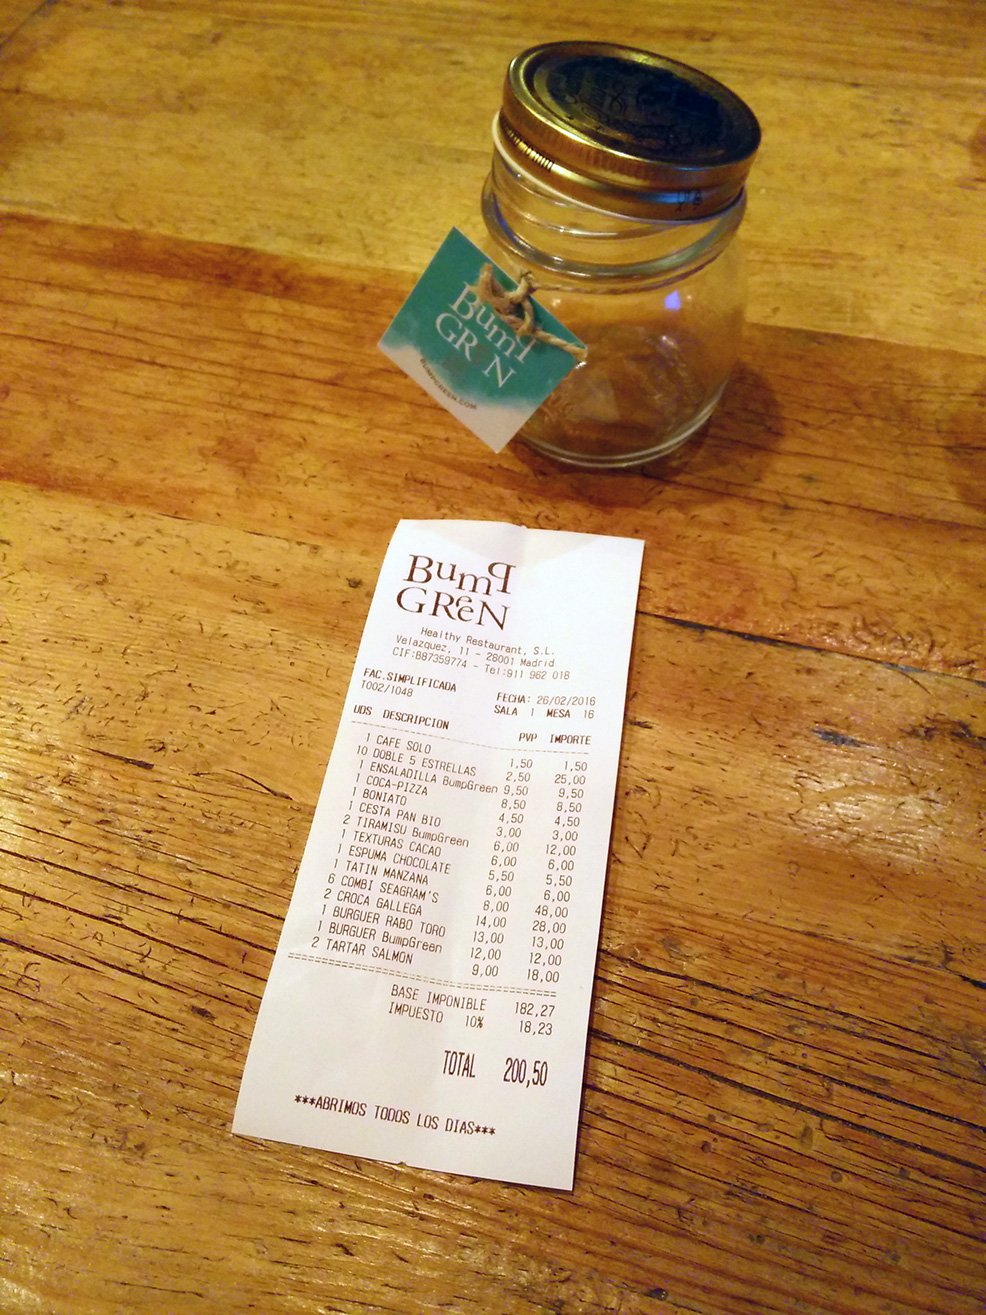 Bump
GREEN
BUMPGREEN.COM
Bump
GReeN
Healthy Restaurant, S.L.
Velazquez, 11 - 28001 Madrid
CIF:B87359774 - Tel:911 962 018
FAC.SIMPLIFICADA
T002/1048
FECHA: 26/02/2016
SALA 1 MESA 16
UDS DESCRIPCION PVP IMPORTE
1 CAFE SOLO 1,50 1,50
10 DOBLE 5 ESTRELLAS 2,50 25,00
1 ENSALADILLA BumpGreen 9,50 9,50
1 COCA-PIZZA 8,50 8,50
1 BONIATO 4,50 4,50
1 CESTA PAN BIO 3,00 3,00
2 TIRAMISU BumpGreen 6,00 12,00
1 TEXTURAS CACAO 6,00 6,00
1 ESPUMA CHOCOLATE 5,50 5,50
1 TATIN MANZANA 6,00 6,00
6 COMBI SEAGRAM'S 8,00 48,00
2 CROCA GALLEGA 14,00 28,00
1 BURGUER RABO TORO 13,00 13,00
1 BURGUER BumpGreen 12,00 12,00
2 TARTAR SALMON 9,00 18,00
BASE IMPONIBLE 182,27
IMPUESTO 10% 18,23
TOTAL 200,50
***ABRIMOS TODOS LOS DIAS***